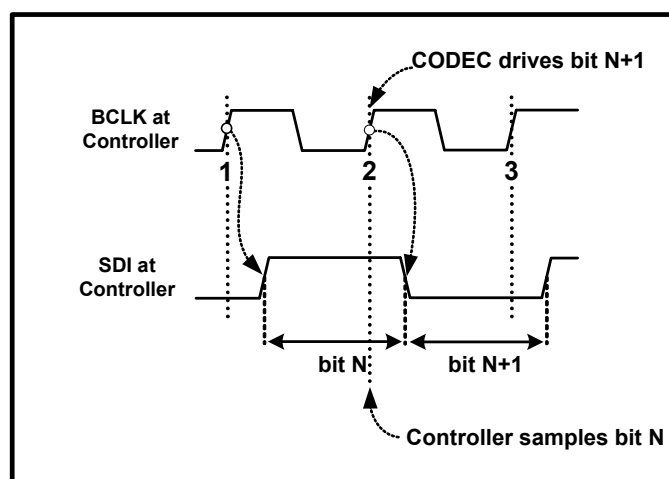 CODEC drives bit N+1
BCLK at
Controller
1
2
3
SDI at
Controller
bit N
bit N+1
Controller samples bit N